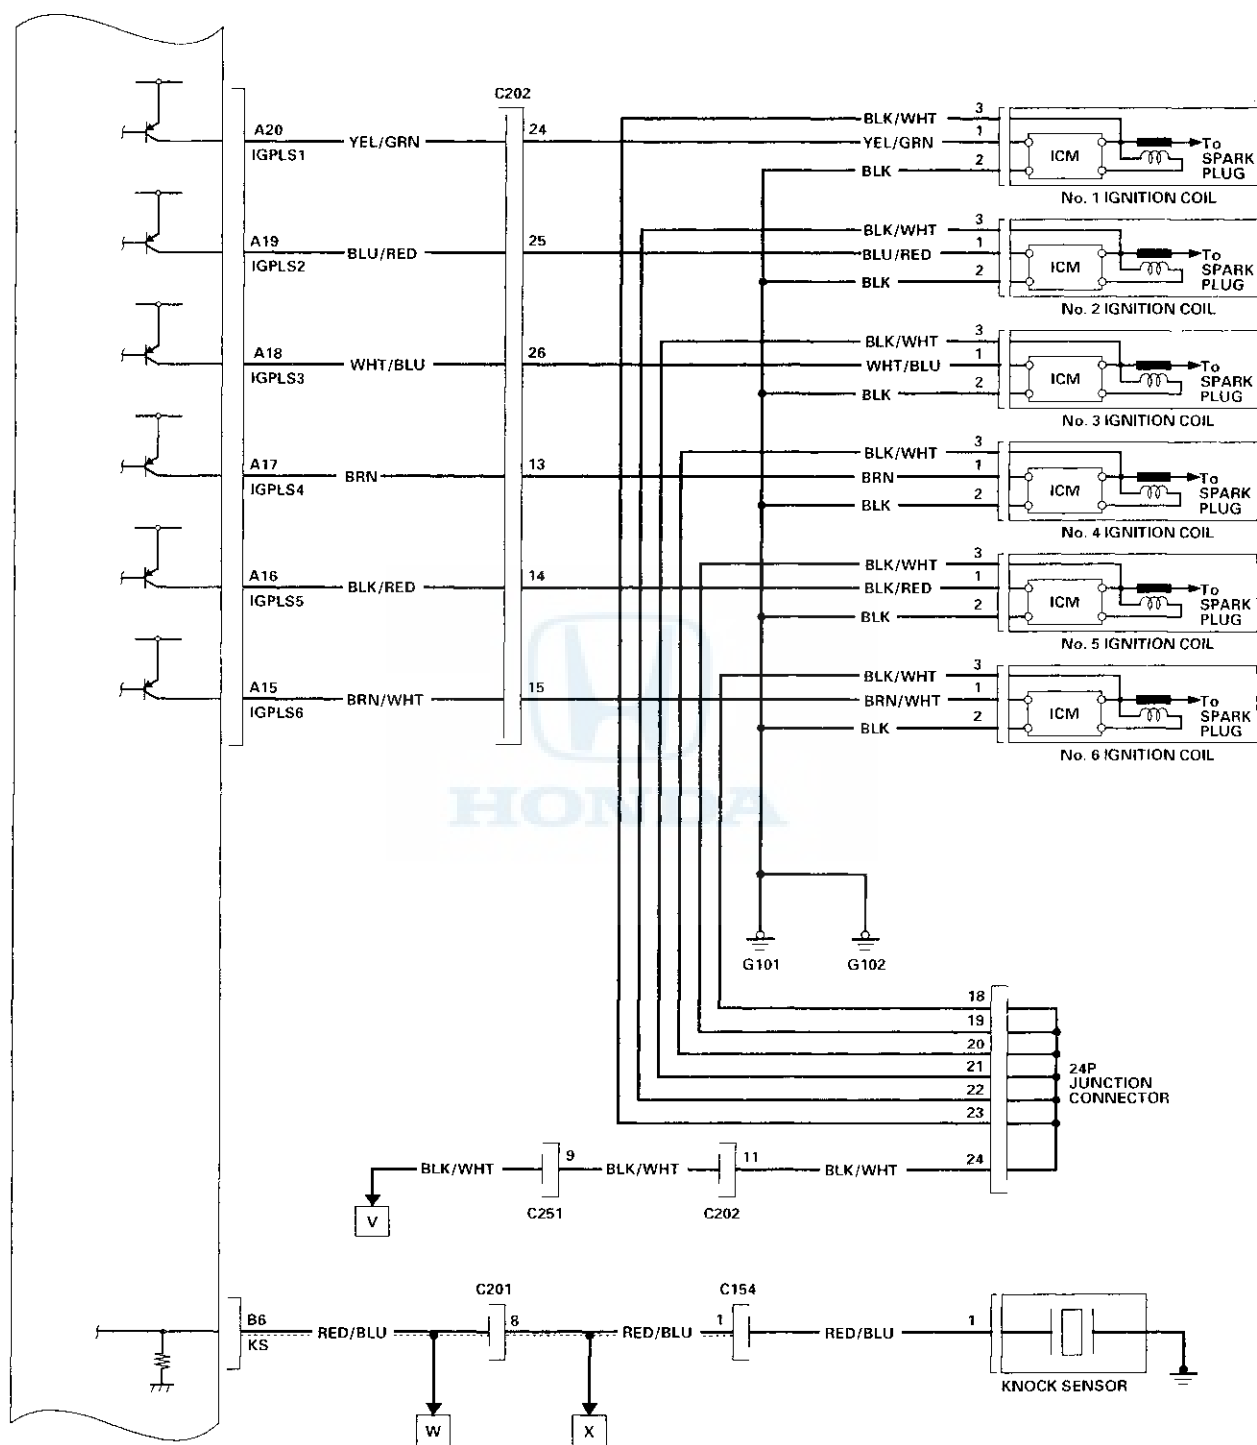 C202
A20
IGPLS1
YEL/GRN
24
BLK/WHT
3
YEL/GRN
1
BLK
2
ICM
To
SPARK
PLUG
No. 1 IGNITION COIL
A19
IGPLS2
BLU/RED
25
BLK/WHT
3
BLU/RED
1
BLK
2
ICM
To
SPARK
PLUG
No. 2 IGNITION COIL
A18
IGPLS3
WHT/BLU
26
BLK/WHT
3
WHT/BLU
1
BLK
2
ICM
To
SPARK
PLUG
No. 3 IGNITION COIL
A17
IGPLS4
BRN
13
BLK/WHT
3
BRN
1
BLK
2
ICM
To
SPARK
PLUG
No. 4 IGNITION COIL
A16
IGPLS5
BLK/RED
14
BLK/WHT
3
BLK/RED
1
BLK
2
ICM
To
SPARK
PLUG
No. 5 IGNITION COIL
A15
IGPLS6
BRN/WHT
15
BLK/WHT
3
BRN/WHT
1
BLK
2
ICM
To
SPARK
PLUG
No. 6 IGNITION COIL
HONDA
G101
G102
18
19
20
21
22
23
24
24P
JUNCTION
CONNECTOR
BLK/WHT
9
BLK/WHT
11
BLK/WHT
C251
C202
V
C201
C154
B6
KS
RED/BLU
8
RED/BLU
1
RED/BLU
1
KNOCK SENSOR
W
X